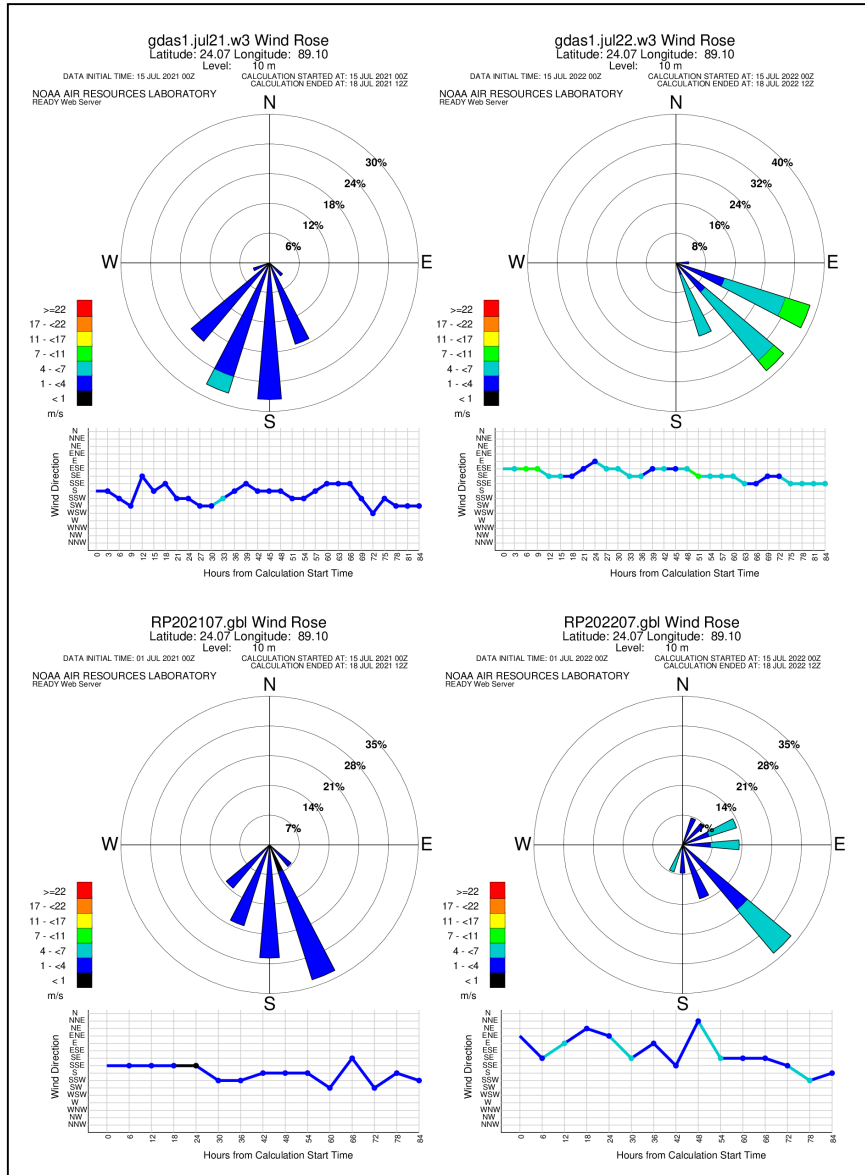 gdas1.jul21.w3 Wind Rose
Latitude: 24.07 Longitude: 89.10
Level: 10 m
DATA INITIAL TIME: 15 JUL 2021 00Z
CALCULATION STARTED AT: 15 JUL 2021 00Z
CALCULATION ENDED AT: 18 JUL 2021 12Z
NOAA AIR RESOURCES LABORATORY
READY Web Server
N
30%
24%
18%
12%
6%
W
E
S
>=22
17 - <22
11 - <17
7 - <11
4 - <7
1 - <4
< 1
m/s
Wind Direction
N
NNE
NE
ENE
E
ESE
SE
SSE
S
SSW
SW
WSW
W
WNW
NW
NNW
0 3 6 9 12 15 18 21 24 27 30 33 36 39 42 45 48 51 54 57 60 63 66 69 72 75 78 81 84
Hours from Calculation Start Time
gdas1.jul22.w3 Wind Rose
Latitude: 24.07 Longitude: 89.10
Level: 10 m
DATA INITIAL TIME: 15 JUL 2022 00Z
CALCULATION STARTED AT: 15 JUL 2022 00Z
CALCULATION ENDED AT: 18 JUL 2022 12Z
NOAA AIR RESOURCES LABORATORY
READY Web Server
N
40%
32%
24%
16%
8%
W
E
S
>=22
17 - <22
11 - <17
7 - <11
4 - <7
1 - <4
< 1
m/s
Wind Direction
N
NNE
NE
ENE
E
ESE
SE
SSE
S
SSW
SW
WSW
W
WNW
NW
NNW
0 3 6 9 12 15 18 21 24 27 30 33 36 39 42 45 48 51 54 57 60 63 66 69 72 75 78 81 84
Hours from Calculation Start Time
RP202107.gbl Wind Rose
Latitude: 24.07 Longitude: 89.10
Level: 10 m
DATA INITIAL TIME: 01 JUL 2021 00Z
CALCULATION STARTED AT: 15 JUL 2021 00Z
CALCULATION ENDED AT: 18 JUL 2021 12Z
NOAA AIR RESOURCES LABORATORY
READY Web Server
N
35%
28%
21%
14%
7%
W
E
S
>=22
17 - <22
11 - <17
7 - <11
4 - <7
1 - <4
< 1
m/s
Wind Direction
N
NNE
NE
ENE
E
ESE
SE
SSE
S
SSW
SW
WSW
W
WNW
NW
NNW
0 6 12 18 24 30 36 42 48 54 60 66 72 78 84
Hours from Calculation Start Time
RP202207.gbl Wind Rose
Latitude: 24.07 Longitude: 89.10
Level: 10 m
DATA INITIAL TIME: 01 JUL 2022 00Z
CALCULATION STARTED AT: 15 JUL 2022 00Z
CALCULATION ENDED AT: 18 JUL 2022 12Z
NOAA AIR RESOURCES LABORATORY
READY Web Server
N
35%
28%
21%
14%
7%
W
E
S
>=22
17 - <22
11 - <17
7 - <11
4 - <7
1 - <4
< 1
m/s
Wind Direction
N
NNE
NE
ENE
E
ESE
SE
SSE
S
SSW
SW
WSW
W
WNW
NW
NNW
0 6 12 18 24 30 36 42 48 54 60 66 72 78 84
Hours from Calculation Start Time